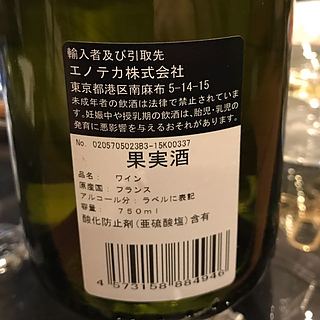 輸入者及び引取先
エノテカ株式会社
東京都港区南麻布 5-14-15
未成年者の飲酒は法律で禁止されていま
す。妊娠中や授乳期の飲酒は、胎児・乳児の
発育に悪影響を与えるおそれがあります。
No. 0205705023B3-15K00337
果実酒
品名: ワイン
原産国: フランス
アルコール分: ラベルに表記
容量: 750ml
酸化防止剤(亜硫酸塩)含有
4 573158 884946